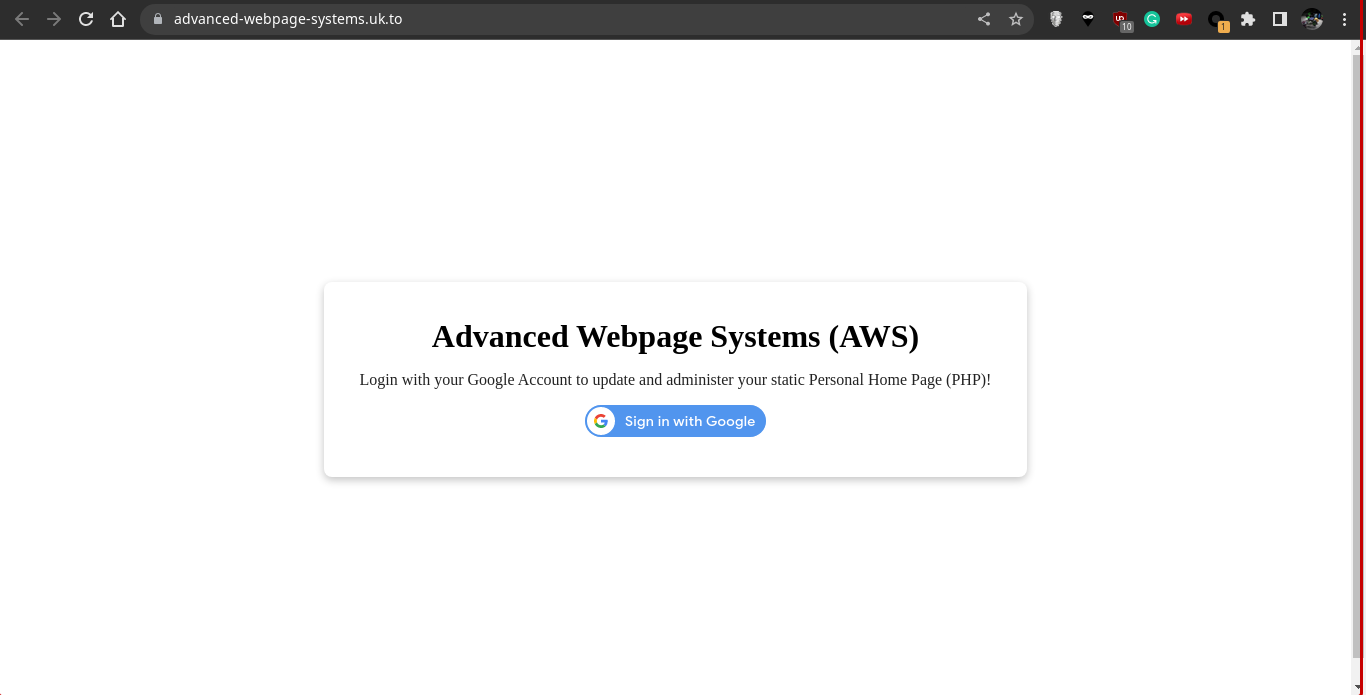 advanced-webpage-systems.uk.to
10
1
Advanced Webpage Systems (AWS)
Login with your Google Account to update and administer your static Personal Home Page (PHP)!
Sign in with Google